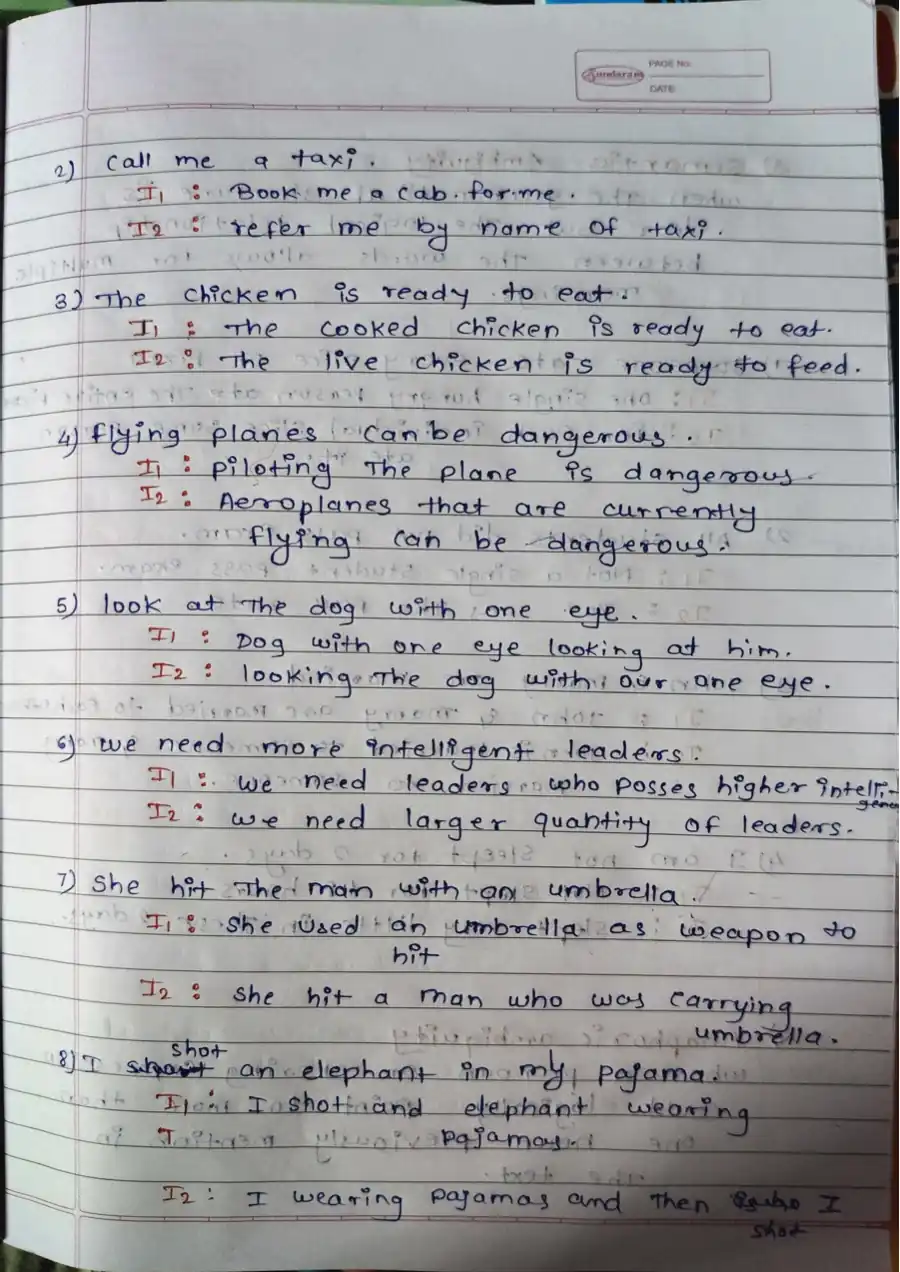 Sundaram
PAGE No.
DATE
2) Call me a taxi.
I1 : Book me a cab. for me.
I2 : refer me by name of taxi.
3) The chicken is ready to eat.
I1 : The cooked chicken is ready to eat.
I2 : The live chicken is ready to feed.
4) flying planes can be dangerous.
I1 : piloting The plane is dangerous.
I2 : Aeroplanes that are currently
flying can be dangerous.
5) look at The dog with one eye.
I1 : Dog with one eye looking at him.
I2 : looking The dog with our one eye.
6) we need more intelligent leaders.
I1 : we need leaders who posses higher intelli-
gence
I2 : we need larger quantity of leaders.
7) She hit The man with an umbrella.
I1 : she used an umbrella as weapon to
hit
I2 : she hit a man who was carrying
umbrella.
8) I shot an elephant in my pajama.
I1 : I shot and elephant wearing
pajamas.
I2 : I wearing pajamas and Then I
shot